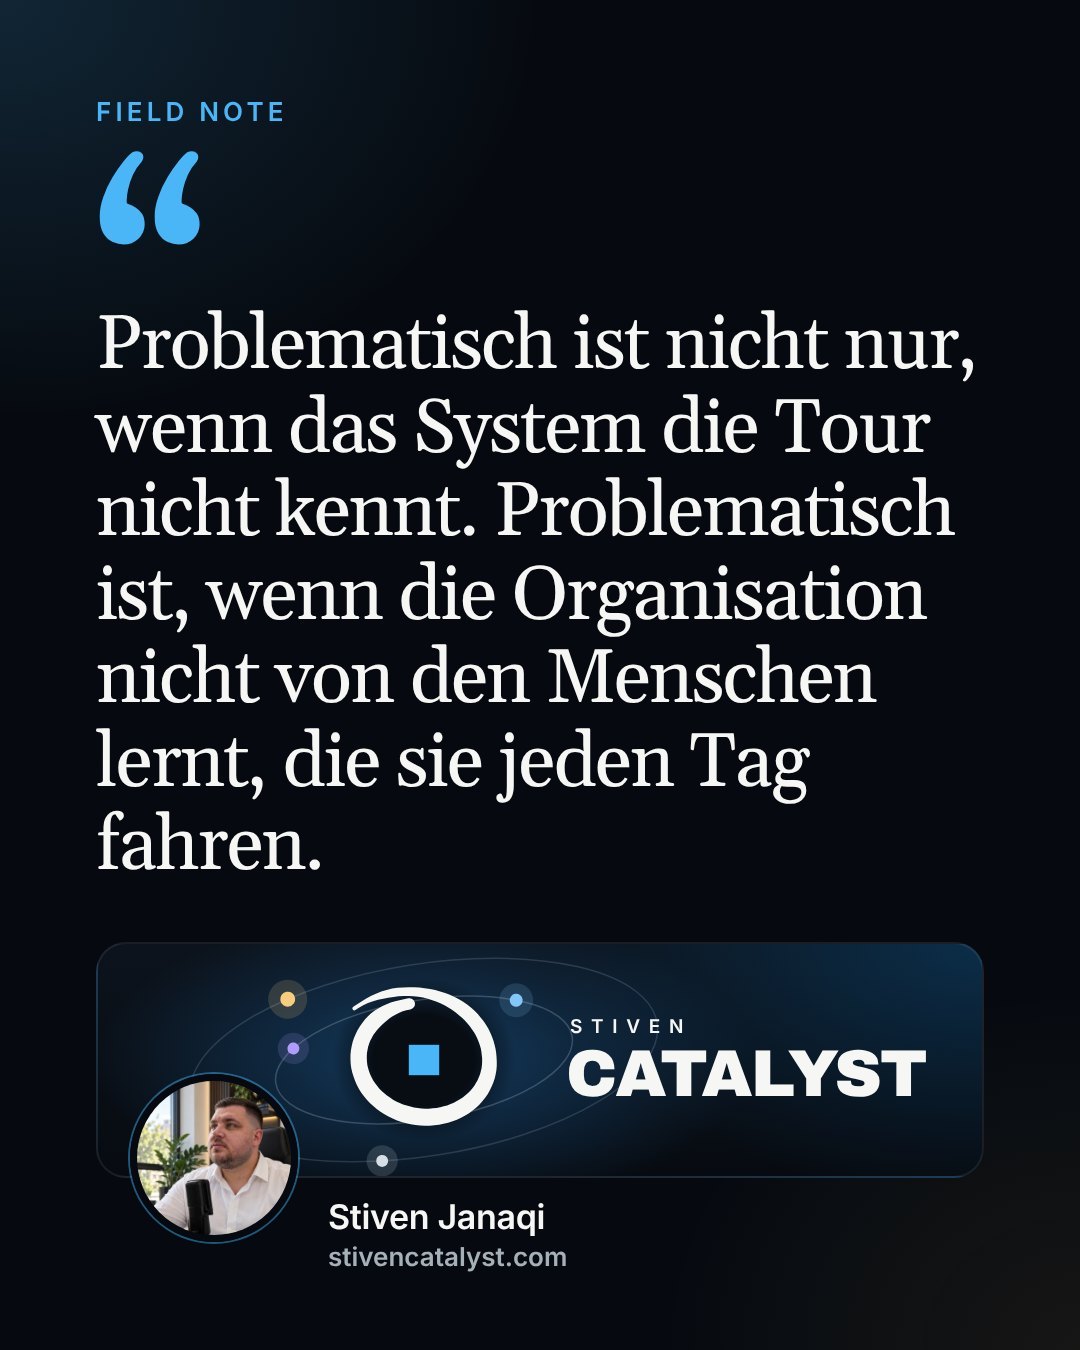 FIELD NOTE
“
Problematisch ist nicht nur,
wenn das System die Tour
nicht kennt. Problematisch
ist, wenn die Organisation
nicht von den Menschen
lernt, die sie jeden Tag
fahren.
STIVEN
CATALYST
Stiven Janaqi
stivencatalyst.com